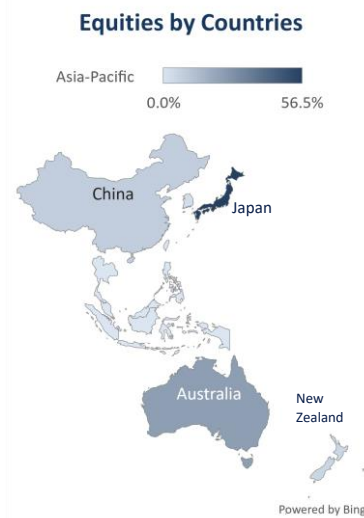 Equities by Countries
Asia-Pacific
0.0% 56.5%
China
Japan
Australia
New
Zealand
Powered by Bing